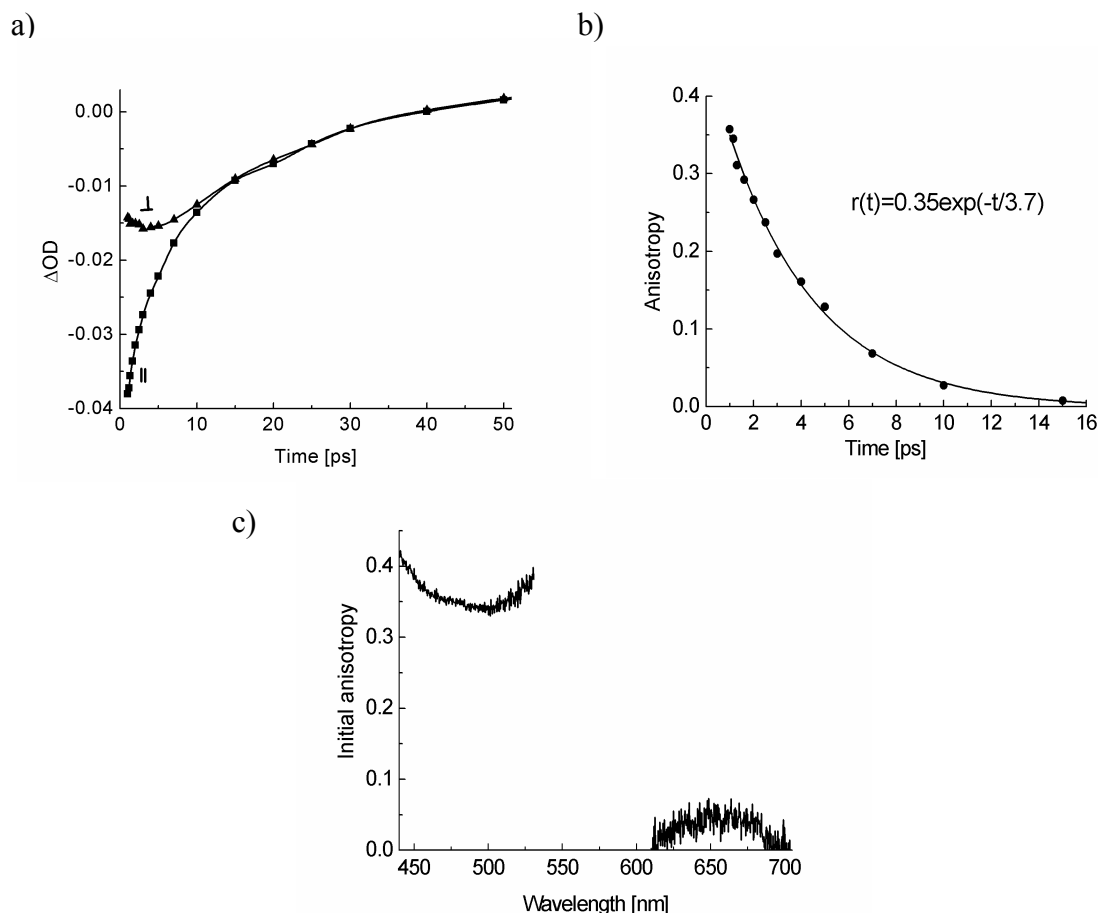 a)
b)
0.00
-0.01
-0.02
-0.03
-0.04
ΔOD
⊥
||
0 10 20 30 40 50
Time [ps]
0.4
0.3
0.2
0.1
0.0
Anisotropy
r(t)=0.35exp(-t/3.7)
0 2 4 6 8 10 12 14 16
Time [ps]
c)
0.4
0.3
0.2
0.1
0.0
Initial anisotropy
450 500 550 600 650 700
Wavelength [nm]